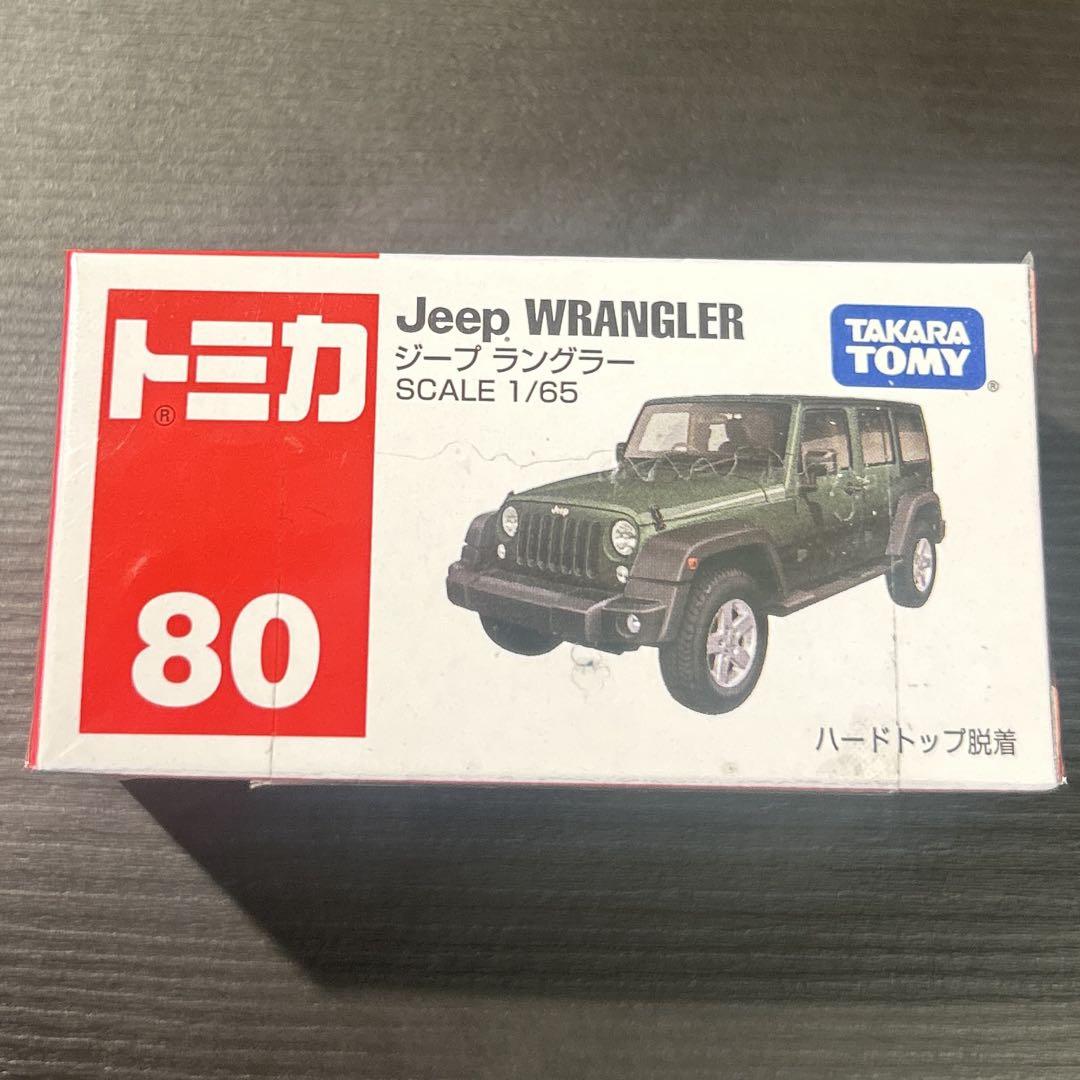 トミカ®
80
Jeep® WRANGLER
ジープ ラングラー
SCALE 1/65
TAKARA
TOMY®
Jeep
ハードトップ脱着